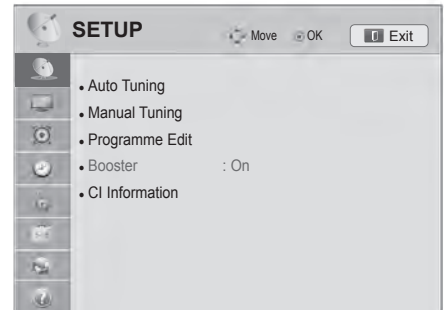 SETUP
Move OK Exit
• Auto Tuning
• Manual Tuning
• Programme Edit
• Booster : On
• CI Information